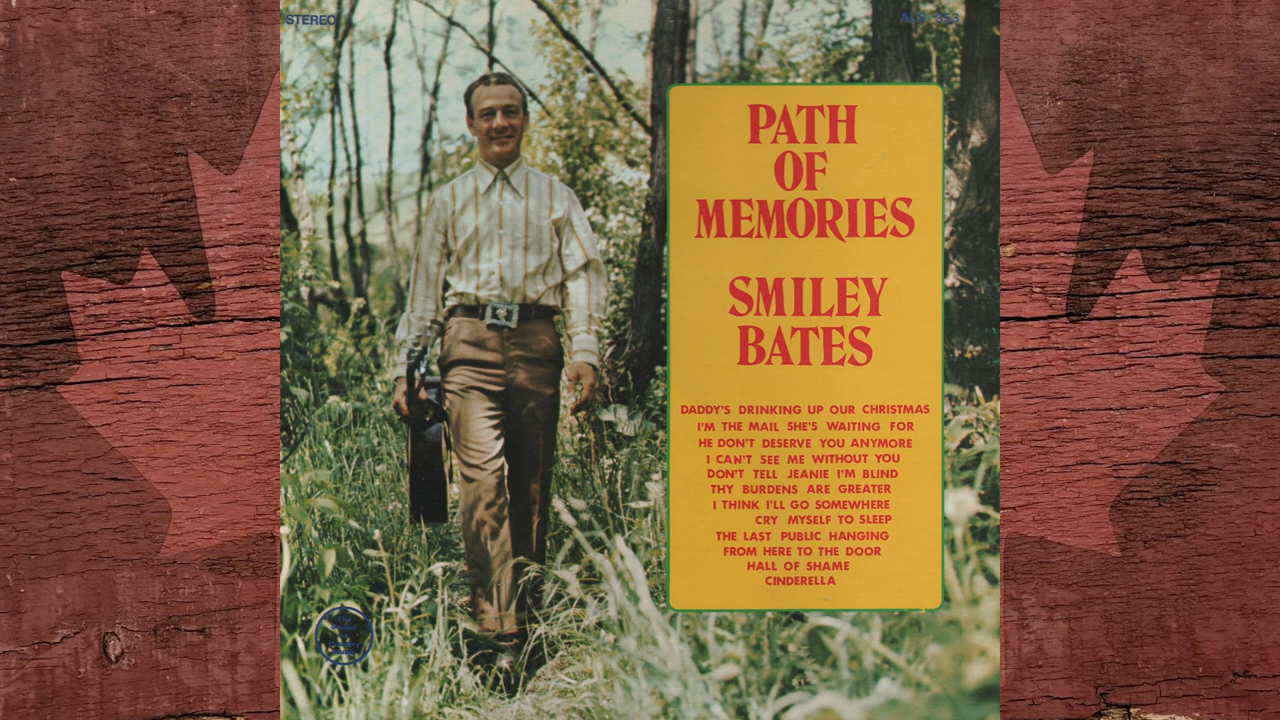 STEREO
PATH
OF
MEMORIES
SMILEY
BATES
DADDY'S DRINKING UP OUR CHRISTMAS
I'M THE MAIL SHE'S WAITING FOR
HE DON'T DESERVE YOU ANYMORE
I CAN'T SEE ME WITHOUT YOU
DON'T TELL JEANIE I'M BLIND
THY BURDENS ARE GREATER
I THINK I'LL GO SOMEWHERE
CRY MYSELF TO SLEEP
THE LAST PUBLIC HANGING
FROM HERE TO THE DOOR
HALL OF SHAME
CINDERELLA